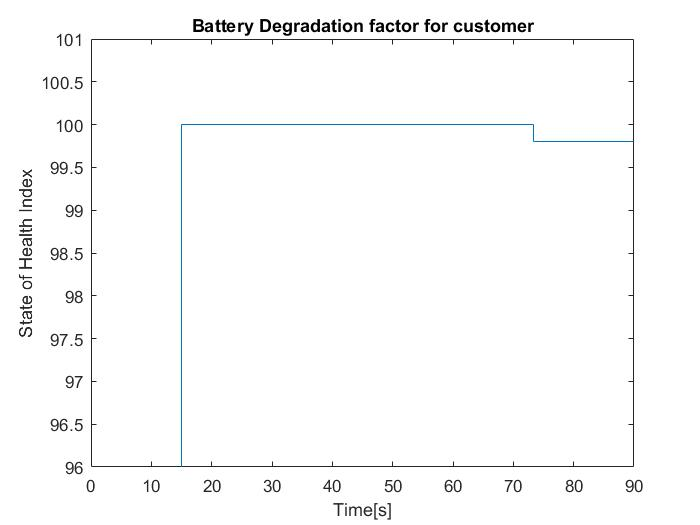 Battery Degradation factor for customer
101
100.5
100
99.5
99
98.5
98
97.5
97
96.5
96
State of Health Index
0 10 20 30 40 50 60 70 80 90
Time[s]